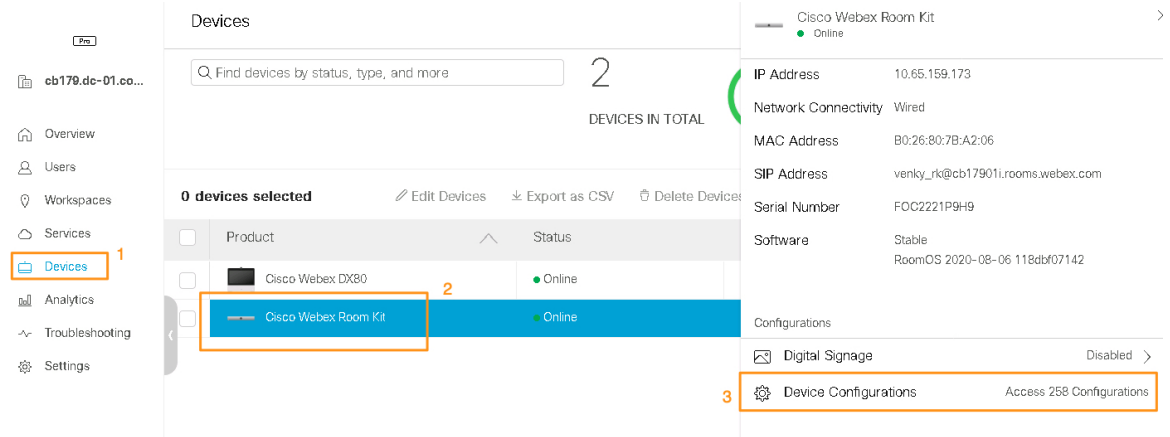 Pro
cb179.dc-01.co...
Overview
Users
Workspaces
Services
Devices
1
Analytics
Troubleshooting
Settings
Devices
Find devices by status, type, and more
2
DEVICES IN TOTAL
0 devices selected
Edit Devices
Export as CSV
Delete Devices
Product
Status
Cisco Webex DX80
Online
2
Cisco Webex Room Kit
Online
Cisco Webex Room Kit
Online
IP Address 10.65.159.173
Network Connectivity Wired
MAC Address B0:26:80:7B:A2:06
SIP Address venky_rk@cb17901i.rooms.webex.com
Serial Number FOC2221P9H9
Software Stable
RoomOS 2020-08-06 118dbf07142
Configurations
Digital Signage Disabled
3
Device Configurations Access 258 Configurations